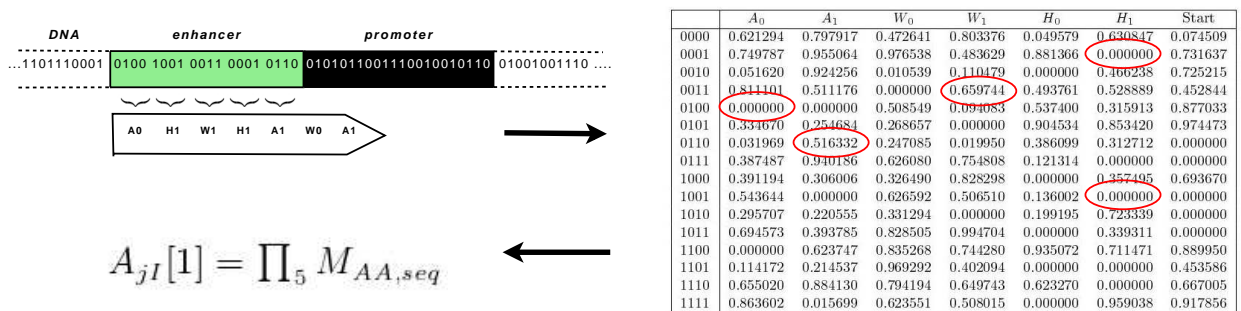 DNA enhancer promoter
...1101110001 0100 1001 0011 0001 0110 01010110011100100010110 01001001110 ....
A0 H1 W1 H1 A1 W0 A1
A_{jI}[1] = ∏_5 M_{AA,seq}
A_0 A_1 W_0 W_1 H_0 H_1 Start
0000 0.621294 0.797917 0.472641 0.803376 0.049579 0.630847 0.074509
0001 0.749787 0.955064 0.976538 0.483629 0.881366 0.000000 0.731637
0010 0.051620 0.924256 0.010539 0.110479 0.000000 0.466238 0.725215
0011 0.811101 0.511176 0.000000 0.659744 0.493761 0.528889 0.452844
0100 0.000000 0.000000 0.508549 0.094083 0.537400 0.315913 0.877033
0101 0.334670 0.254684 0.268657 0.000000 0.904534 0.853420 0.974473
0110 0.031969 0.516332 0.247085 0.019950 0.386099 0.312712 0.000000
0111 0.387487 0.940186 0.626080 0.754808 0.121314 0.000000 0.000000
1000 0.391194 0.306006 0.326490 0.828298 0.000000 0.357495 0.693670
1001 0.543644 0.000000 0.626592 0.506510 0.136002 0.000000 0.000000
1010 0.295707 0.220555 0.331294 0.000000 0.199195 0.723339 0.000000
1011 0.694573 0.393785 0.828505 0.994704 0.000000 0.339311 0.000000
1100 0.000000 0.623747 0.835268 0.744280 0.935072 0.711471 0.889950
1101 0.114172 0.214537 0.969292 0.402094 0.000000 0.000000 0.453586
1110 0.655020 0.884130 0.794194 0.649743 0.623270 0.000000 0.667005
1111 0.863602 0.015699 0.623551 0.508015 0.000000 0.959038 0.917856